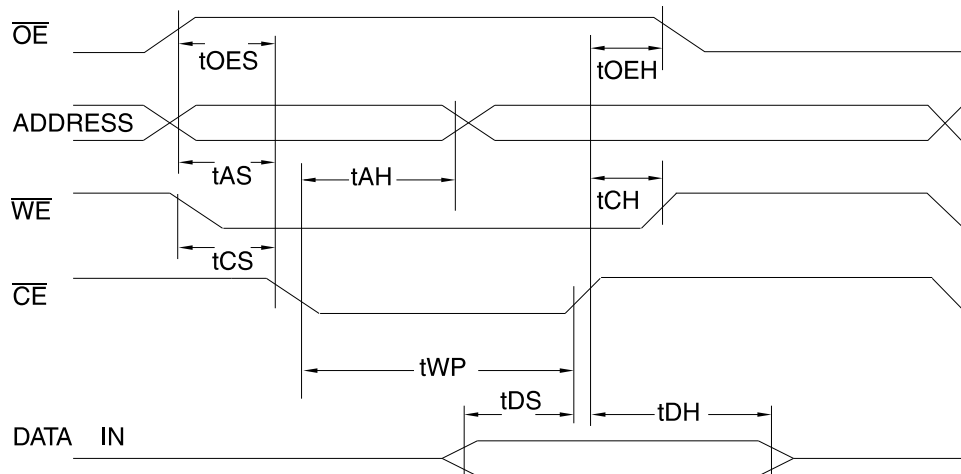 OE
tOES
tOEH
ADDRESS
tAS
tAH
tCH
WE
tCS
CE
tWP
tDS
tDH
DATA IN